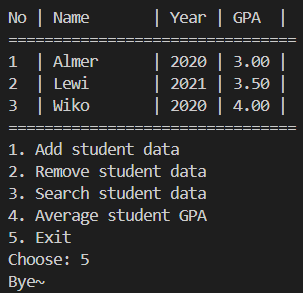 No | Name       | Year | GPA  |
================================
1  | Almer      | 2020 | 3.00 |
2  | Lewi       | 2021 | 3.50 |
3  | Wiko       | 2020 | 4.00 |
================================
1. Add student data
2. Remove student data
3. Search student data
4. Average student GPA
5. Exit
Choose: 5
Bye~